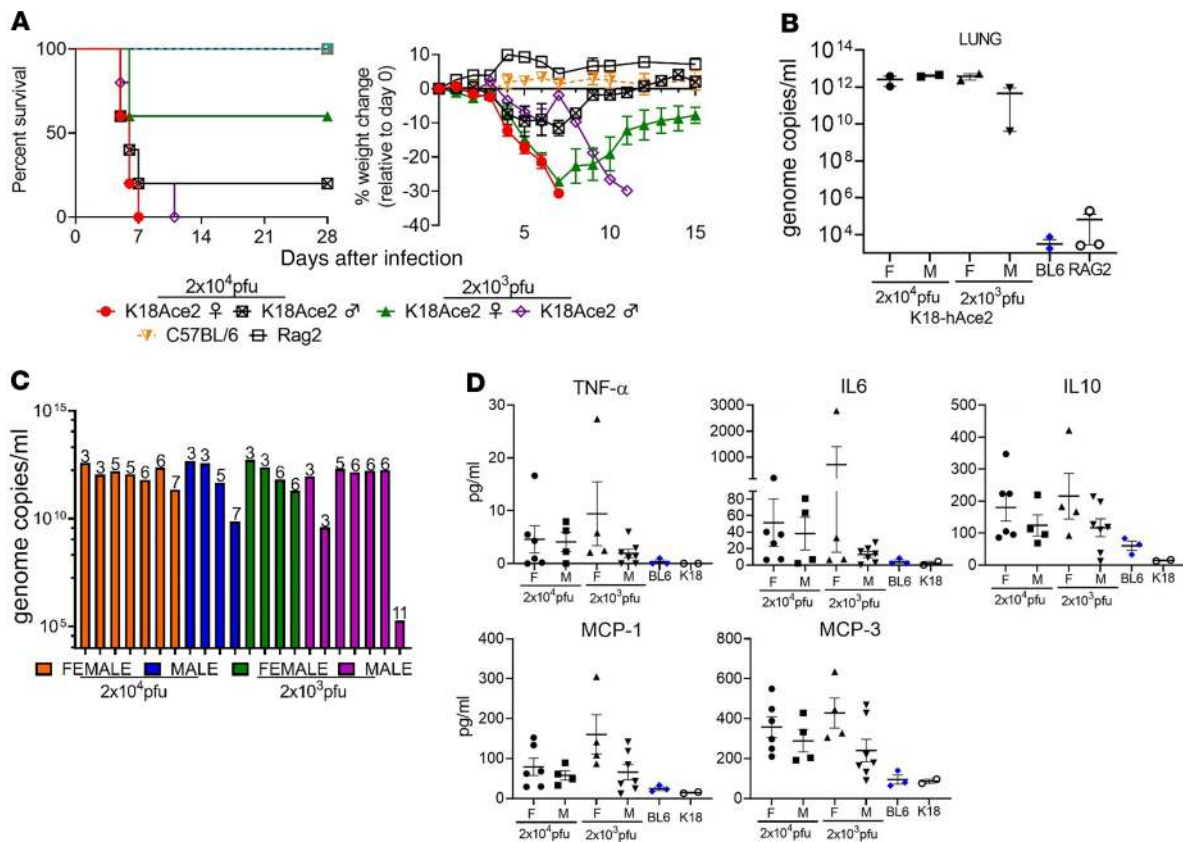 A
100
50
0
Percent survival
0 7 14 21 28
10
0
-10
-20
-30
-40
% weight change
(relative to day 0)
5 10 15
Days after infection
2x10⁴pfu 2x10³pfu
K18Ace2 ♀ K18Ace2 ♂ K18Ace2 ♀ K18Ace2 ♂
C57BL/6 Rag2
B
LUNG
10¹⁴
10¹²
10¹⁰
10⁸
10⁶
10⁴
genome copies/ml
F M F M BL6 RAG2
2x10⁴pfu 2x10³pfu
K18-hAce2
C
10¹⁵
10¹⁰
10⁵
genome copies/ml
3 3 5 5 6 6 7 3 3 5 7 3 3 6 6 3 3 5 6 6 6 11
FEMALE MALE FEMALE MALE
2x10⁴pfu 2x10³pfu
D
TNF-α
30
20
10
0
pg/ml
F M F M BL6 K18
2x10⁴pfu 2x10³pfu
IL6
3000
2000
1000
80
60
40
20
0
F M F M BL6 K18
2x10⁴pfu 2x10³pfu
IL10
500
400
300
200
100
0
F M F M BL6 K18
2x10⁴pfu 2x10³pfu
MCP-1
400
300
200
100
0
pg/ml
F M F M BL6 K18
2x10⁴pfu 2x10³pfu
MCP-3
800
600
400
200
0
F M F M BL6 K18
2x10⁴pfu 2x10³pfu